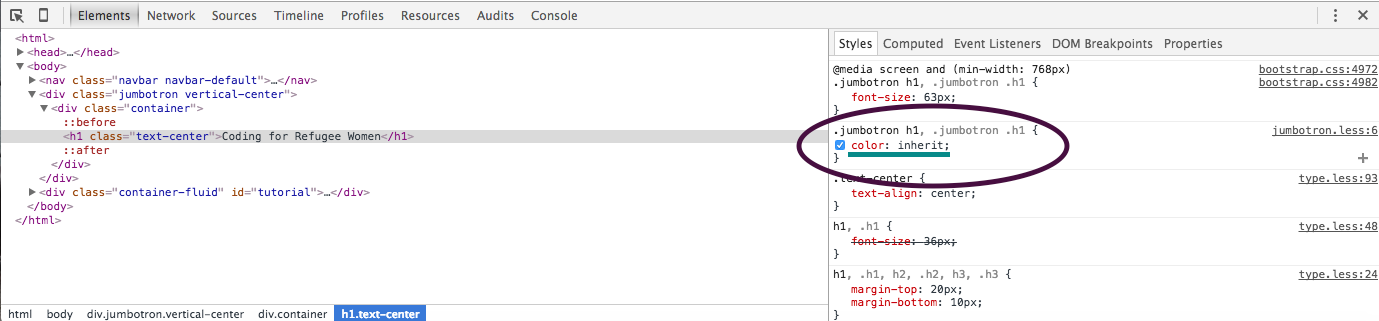 Elements Network Sources Timeline Profiles Resources Audits Console
<html>
<head>…</head>
<body>
<nav class="navbar navbar-default">…</nav>
<div class="jumbotron vertical-center">
<div class="container">
::before
<h1 class="text-center">Coding for Refugee Women</h1>
::after
</div>
</div>
<div class="container-fluid" id="tutorial">…</div>
</body>
</html>
html body div.jumbotron.vertical-center div.container h1.text-center
Styles Computed Event Listeners DOM Breakpoints Properties
@media screen and (min-width: 768px) bootstrap.css:4972
.jumbotron h1, .jumbotron .h1 { bootstrap.css:4982
font-size: 63px;
}
.jumbotron h1, .jumbotron .h1 { jumbotron.less:6
color: inherit;
}
.text-center { type.less:93
text-align: center;
}
h1, .h1 { type.less:48
font-size: 36px;
}
h1, .h1, h2, .h2, h3, .h3 { type.less:24
margin-top: 20px;
margin-bottom: 10px;